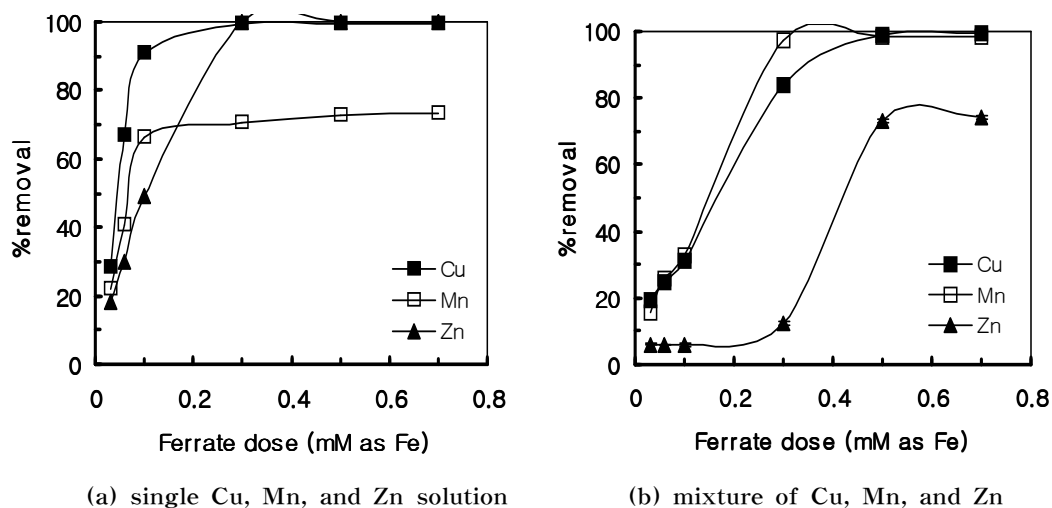 100
80
60
40
20
0
%removal
Cu
Mn
Zn
0 0.2 0.4 0.6 0.8
Ferrate dose (mM as Fe)
(a) single Cu, Mn, and Zn solution
100
80
60
40
20
0
%removal
Cu
Mn
Zn
0 0.2 0.4 0.6 0.8
Ferrate dose (mM as Fe)
(b) mixture of Cu, Mn, and Zn